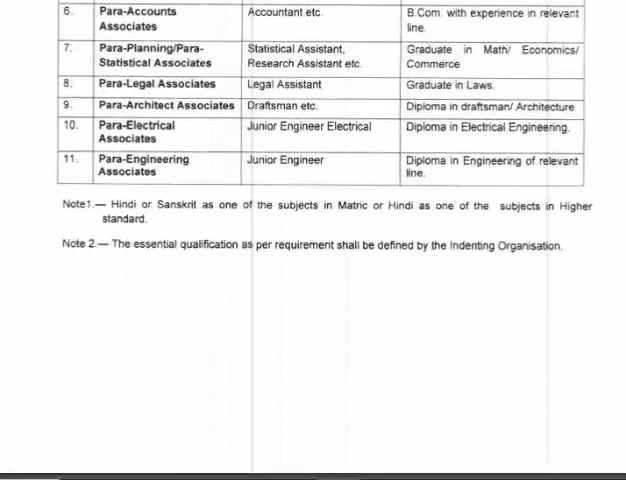 6. Para-Accounts Accountant etc. B.Com. with experience in relevant
Associates line.
7. Para-Planning/Para- Statistical Assistant, Graduate in Math/ Economics/
Statistical Associates Research Assistant etc. Commerce
8. Para-Legal Associates Legal Assistant Graduate in Laws.
9. Para-Architect Associates Draftsman etc. Diploma in draftsman/ Architecture
10. Para-Electrical Junior Engineer Electrical Diploma in Electrical Engineering.
Associates
11. Para-Engineering Junior Engineer Diploma in Engineering of relevant
Associates line.
Note1.— Hindi or Sanskrit as one of the subjects in Matric or Hindi as one of the subjects in Higher
standard.
Note 2.— The essential qualification as per requirement shall be defined by the Indenting Organisation.